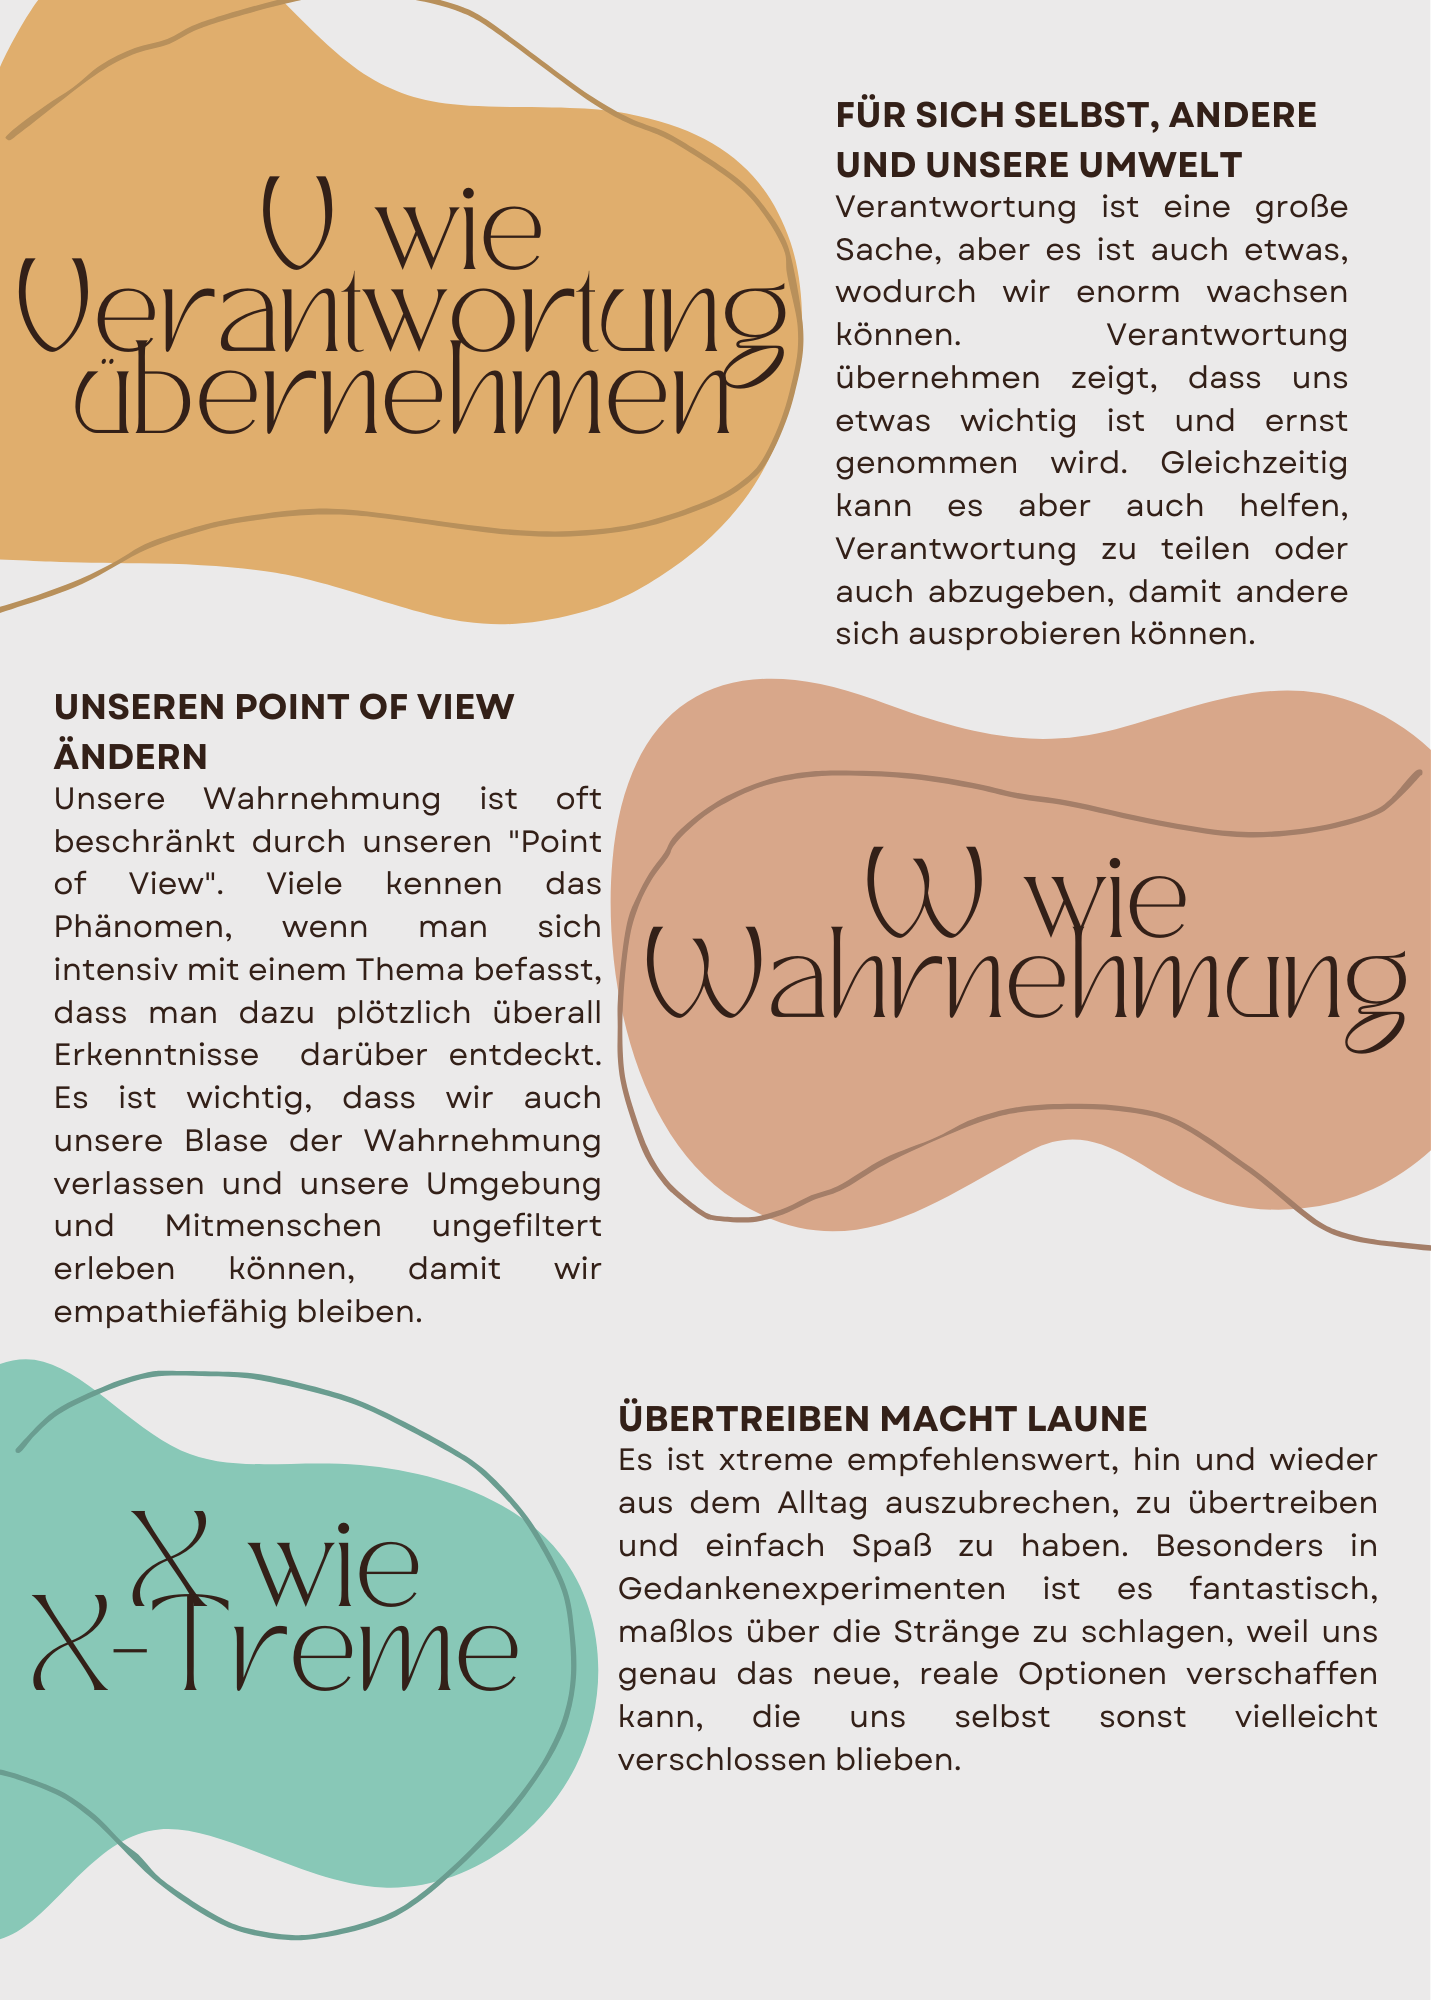 V wie
Verantwortung
übernehmen
FÜR SICH SELBST, ANDERE
UND UNSERE UMWELT
Verantwortung ist eine große
Sache, aber es ist auch etwas,
wodurch wir enorm wachsen
können. Verantwortung
übernehmen zeigt, dass uns
etwas wichtig ist und ernst
genommen wird. Gleichzeitig
kann es aber auch helfen,
Verantwortung zu teilen oder
auch abzugeben, damit andere
sich ausprobieren können.
UNSEREN POINT OF VIEW
ÄNDERN
Unsere Wahrnehmung ist oft
beschränkt durch unseren "Point
of View". Viele kennen das
Phänomen, wenn man sich
intensiv mit einem Thema befasst,
dass man dazu plötzlich überall
Erkenntnisse darüber entdeckt.
Es ist wichtig, dass wir auch
unsere Blase der Wahrnehmung
verlassen und unsere Umgebung
und Mitmenschen ungefiltert
erleben können, damit wir
empathiefähig bleiben.
W wie
Wahrnehmung
X wie
X-Treme
ÜBERTREIBEN MACHT LAUNE
Es ist xtreme empfehlenswert, hin und wieder
aus dem Alltag auszubrechen, zu übertreiben
und einfach Spaß zu haben. Besonders in
Gedankenexperimenten ist es fantastisch,
maßlos über die Stränge zu schlagen, weil uns
genau das neue, reale Optionen verschaffen
kann, die uns selbst sonst vielleicht
verschlossen blieben.